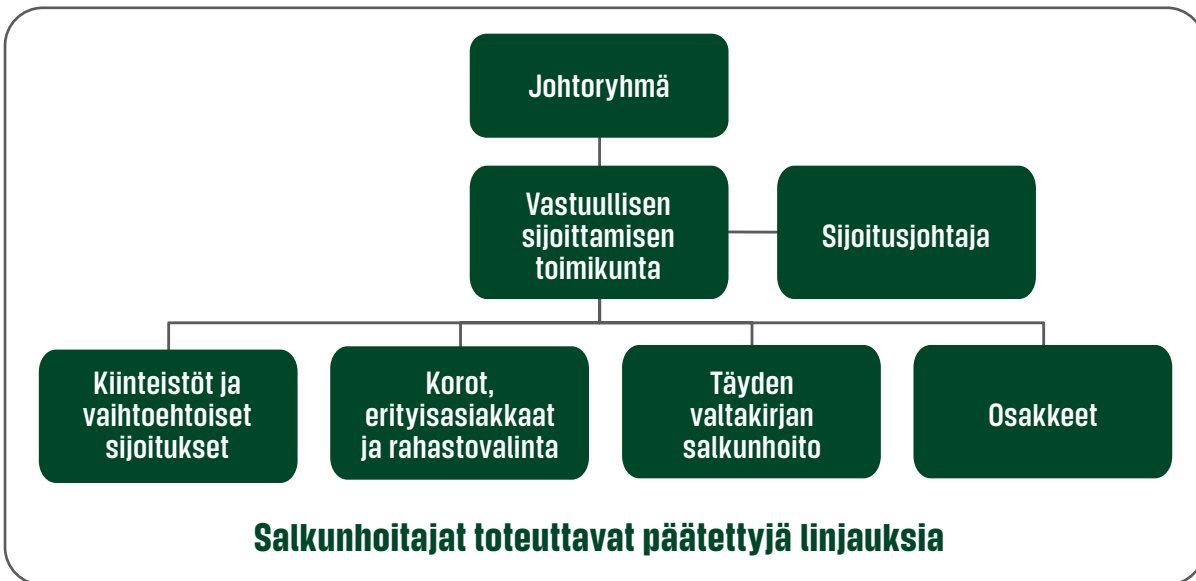 Johtoryhmä
Vastuullisen
sijoittamisen
toimikunta
Sijoitusjohtaja
Kiinteistöt ja
vaihtoehtoiset
sijoitukset
Korot,
erityisasiakkaat
ja rahastovalinta
Täyden
valtakirjan
salkunhoito
Osakkeet
Salkunhoitajat toteuttavat päätettyjä linjauksia